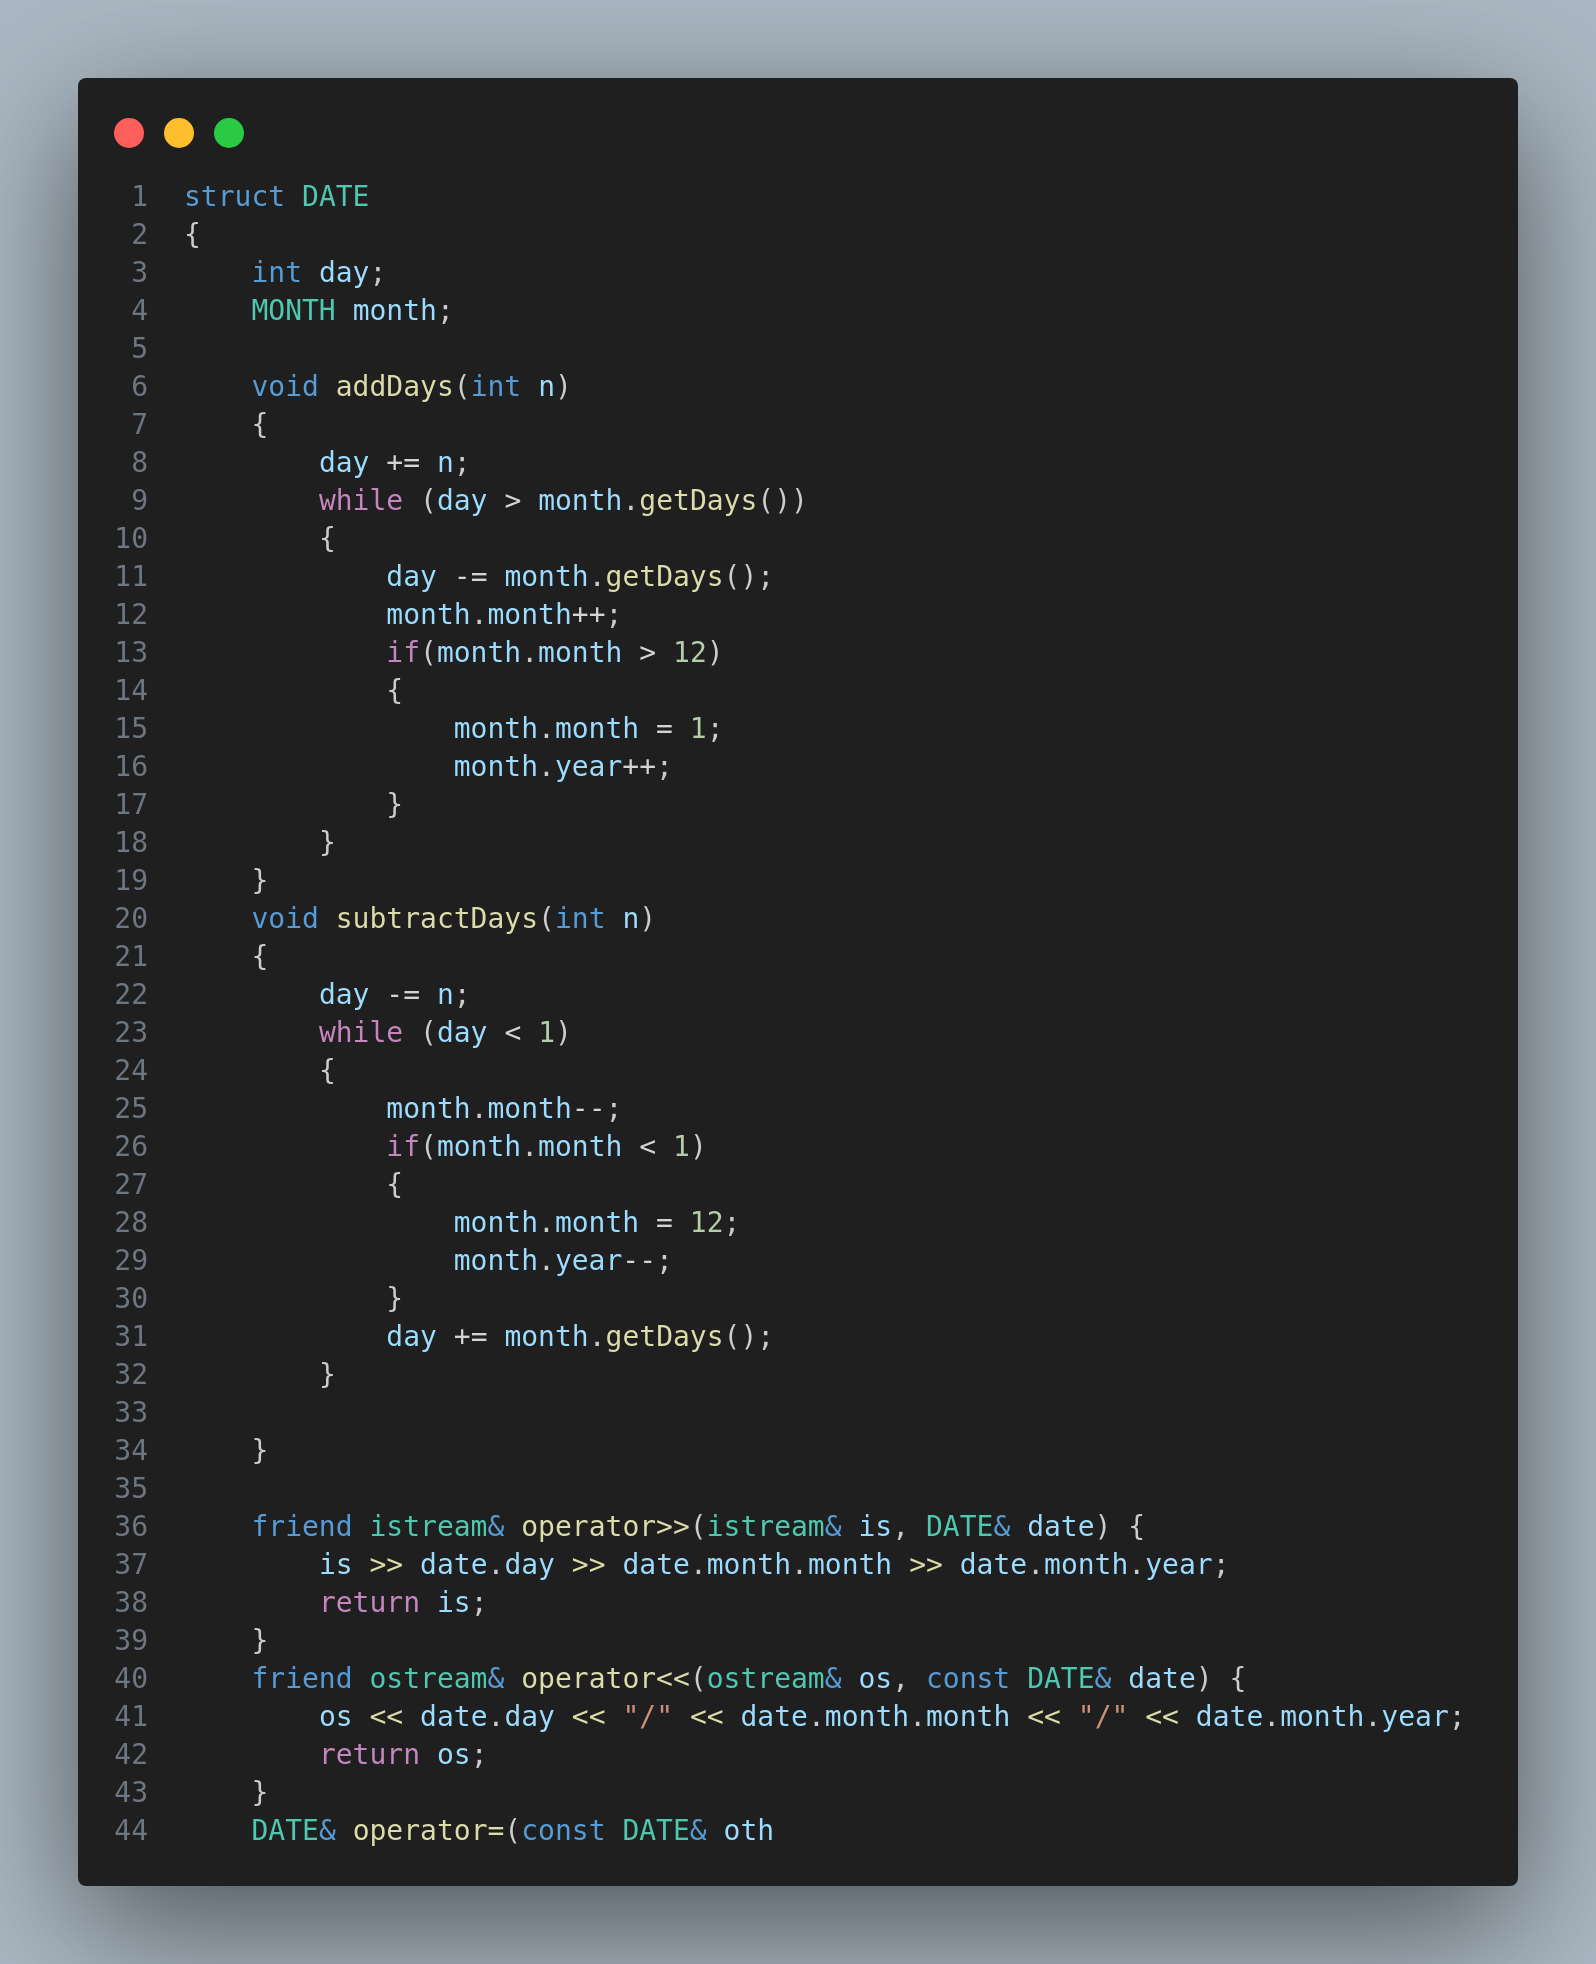 1 struct DATE
2 {
3     int day;
4     MONTH month;
5
6     void addDays(int n)
7     {
8         day += n;
9         while (day > month.getDays())
10         {
11             day -= month.getDays();
12             month.month++;
13             if(month.month > 12)
14             {
15                 month.month = 1;
16                 month.year++;
17             }
18         }
19     }
20     void subtractDays(int n)
21     {
22         day -= n;
23         while (day < 1)
24         {
25             month.month--;
26             if(month.month < 1)
27             {
28                 month.month = 12;
29                 month.year--;
30             }
31             day += month.getDays();
32         }
33
34     }
35
36     friend istream& operator>>(istream& is, DATE& date) {
37         is >> date.day >> date.month.month >> date.month.year;
38         return is;
39     }
40     friend ostream& operator<<(ostream& os, const DATE& date) {
41         os << date.day << "/" << date.month.month << "/" << date.month.year;
42         return os;
43     }
44     DATE& operator=(const DATE& oth